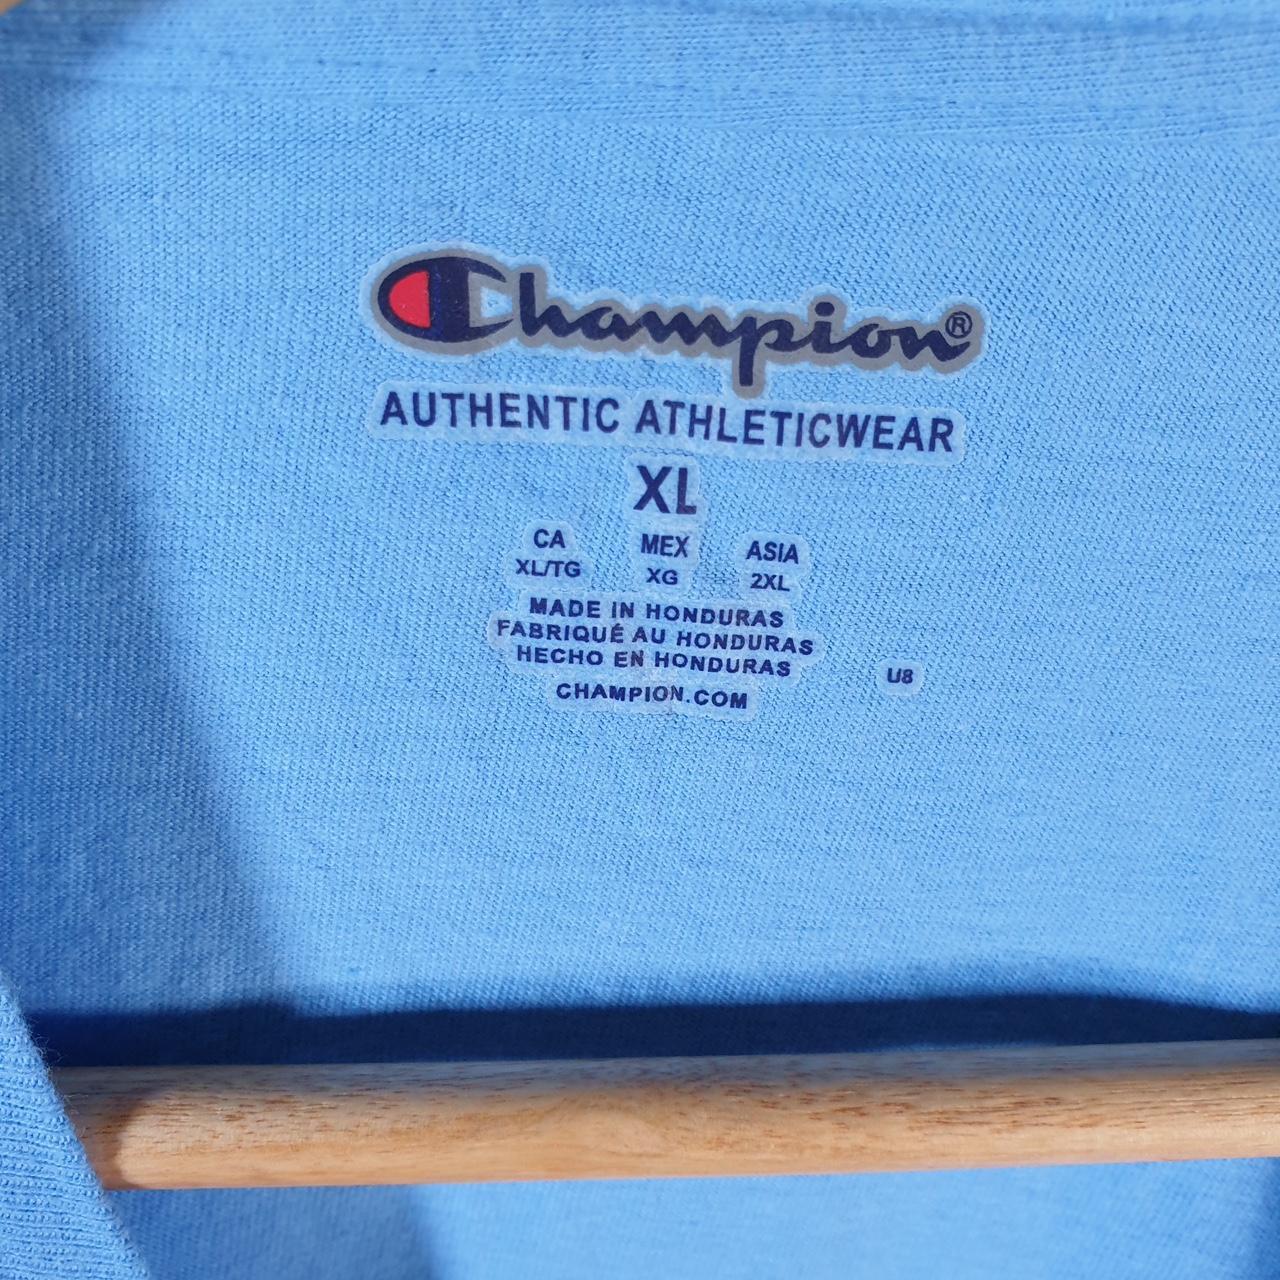 Champion®
AUTHENTIC ATHLETICWEAR
XL
CA MEX ASIA
XL/TG XG 2XL
MADE IN HONDURAS
FABRIQUÉ AU HONDURAS
HECHO EN HONDURAS
U8
CHAMPION.COM